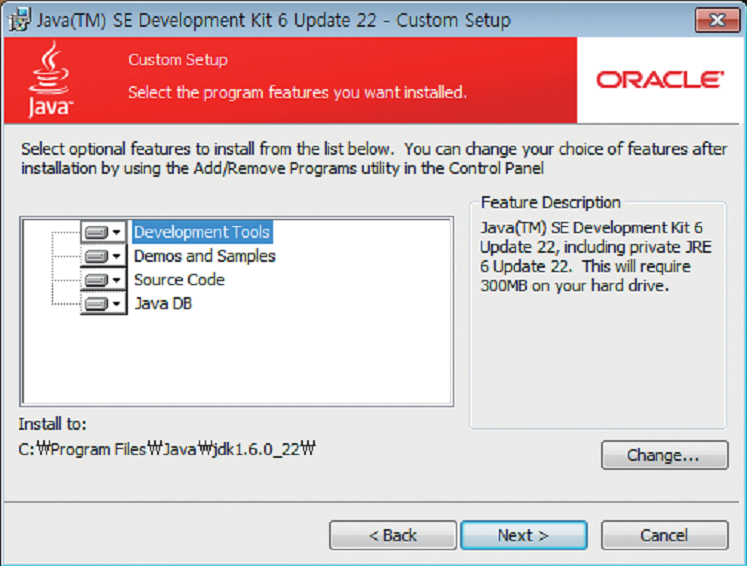 Java(TM) SE Development Kit 6 Update 22 - Custom Setup
Java™
Custom Setup
Select the program features you want installed.
ORACLE®
Select optional features to install from the list below.  You can change your choice of features after
installation by using the Add/Remove Programs utility in the Control Panel
Development Tools
Demos and Samples
Source Code
Java DB
Feature Description
Java(TM) SE Development Kit 6
Update 22, including private JRE
6 Update 22.  This will require
300MB on your hard drive.
Install to:
C:₩Program Files₩Java₩jdk1.6.0_22₩
Change...
< Back
Next >
Cancel